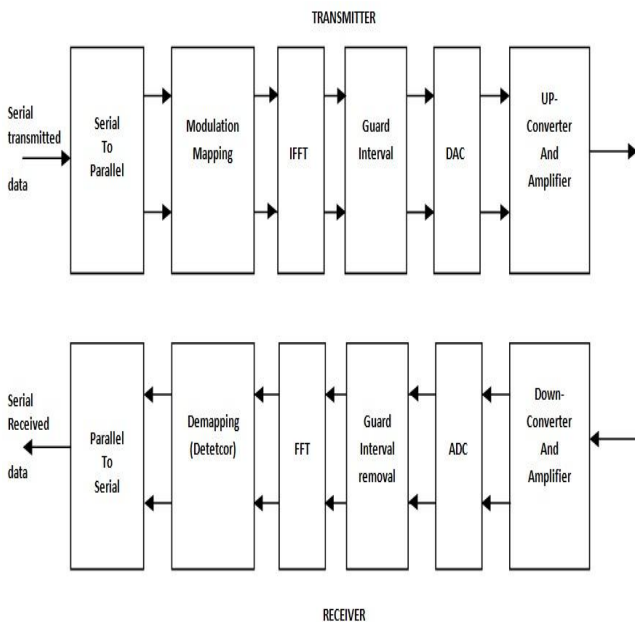 TRANSMITTER
Serial
transmitted
data
Serial
To
Parallel
Modulation
Mapping
IFFT
Guard
Interval
DAC
UP-
Converter
And
Amplifier
Serial
Received
data
Parallel
To
Serial
Demapping
(Detetcor)
FFT
Guard
Interval
removal
ADC
Down-
Converter
And
Amplifier
RECEIVER